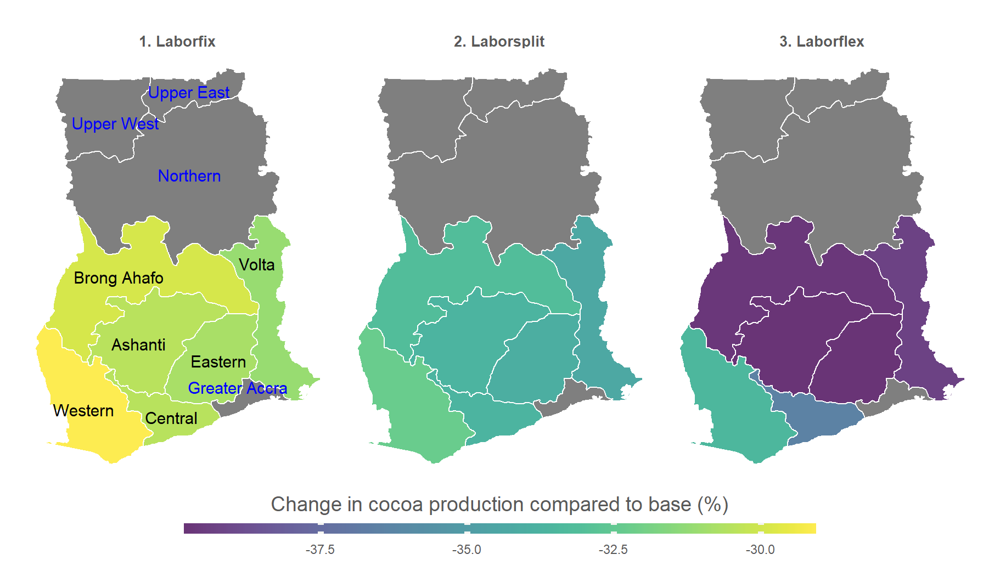 1. Laborfix
2. Laborsplit
3. Laborflex
Upper East
Upper West
Northern
Volta
Brong Ahafo
Ashanti
Eastern
Greater Accra
Western
Central
Change in cocoa production compared to base (%)
-37.5
-35.0
-32.5
-30.0